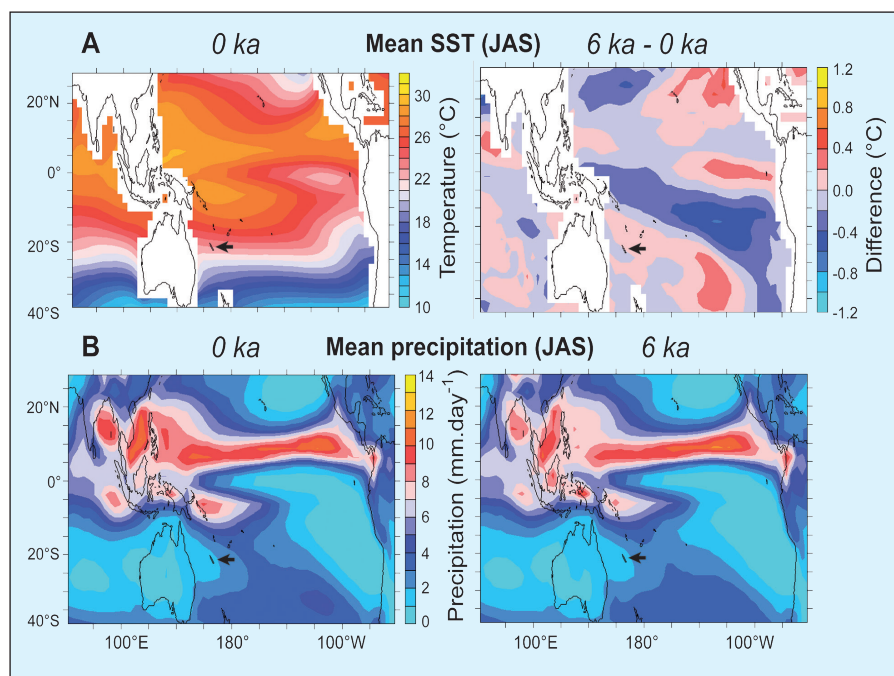 A 0 ka Mean SST (JAS) 6 ka - 0 ka
20°N
0°
20°S
40°S
30
26
22
18
14
10
Temperature (°C)
1.2
0.8
0.4
0.0
-0.4
-0.8
-1.2
Difference (°C)
B 0 ka Mean precipitation (JAS) 6 ka
20°N
0°
20°S
40°S
14
12
10
8
6
4
2
0
Precipitation (mm.day⁻¹)
100°E 180° 100°W
100°E 180° 100°W